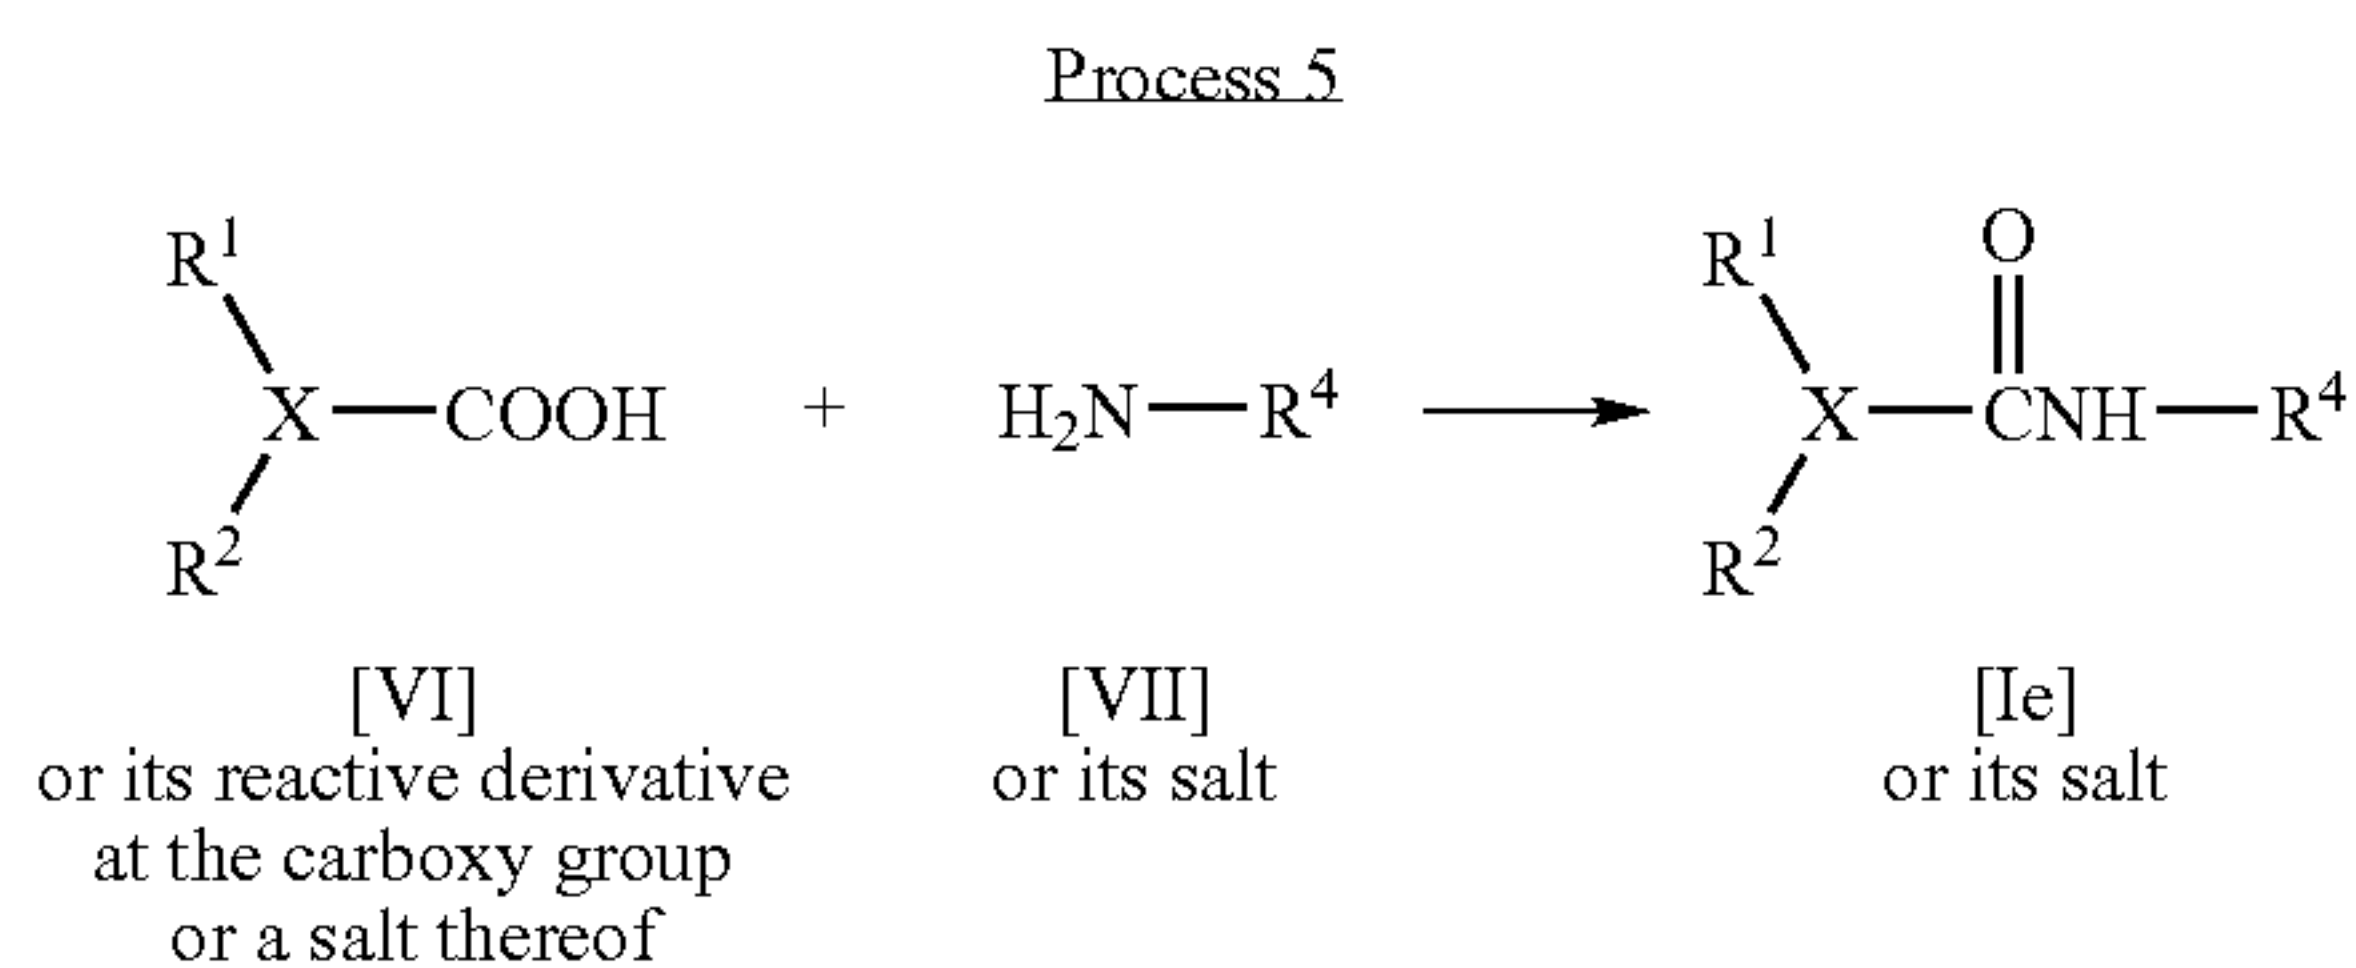 Process 5
R¹ R¹ O
X—COOH + H₂N—R⁴ X—CNH—R⁴
R² R²
[VI] [VII] [Ie]
or its reactive derivative or its salt or its salt
at the carboxy group
or a salt thereof